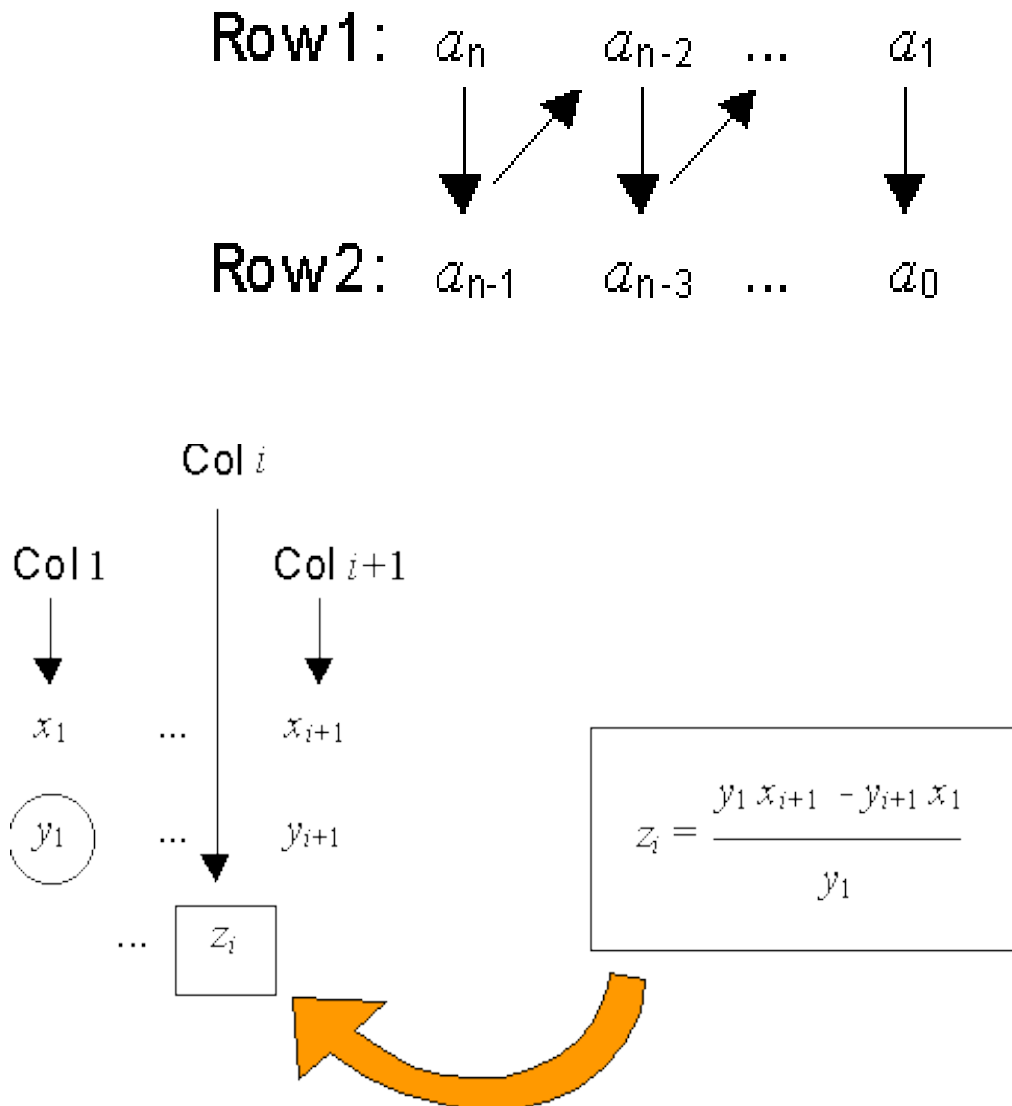 Row1: aₙ aₙ₋₂ ... a₁
Row2: aₙ₋₁ aₙ₋₃ ... a₀
Col i
Col 1 Col i+1
x₁ ... xᵢ₊₁
y₁ ... yᵢ₊₁
... zᵢ
zᵢ = (y₁ xᵢ₊₁ - yᵢ₊₁ x₁) / y₁